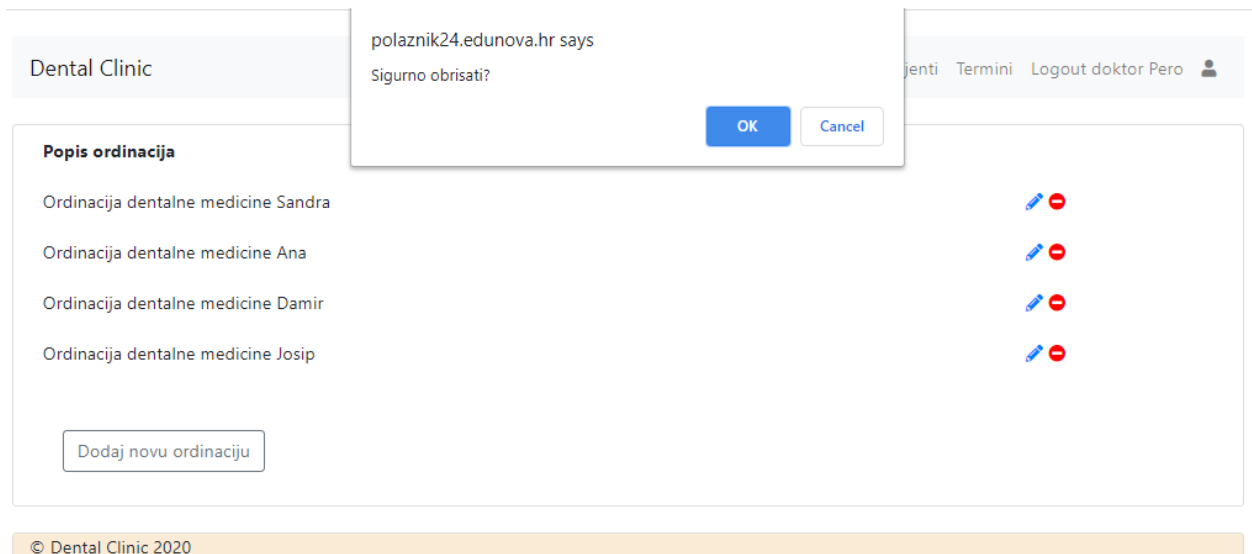 polaznik24.edunova.hr says
Sigurno obrisati?
OK Cancel
Dental Clinic
Termini Logout doktor Pero
Popis ordinacija
Ordinacija dentalne medicine Sandra
Ordinacija dentalne medicine Ana
Ordinacija dentalne medicine Damir
Ordinacija dentalne medicine Josip
Dodaj novu ordinaciju
© Dental Clinic 2020